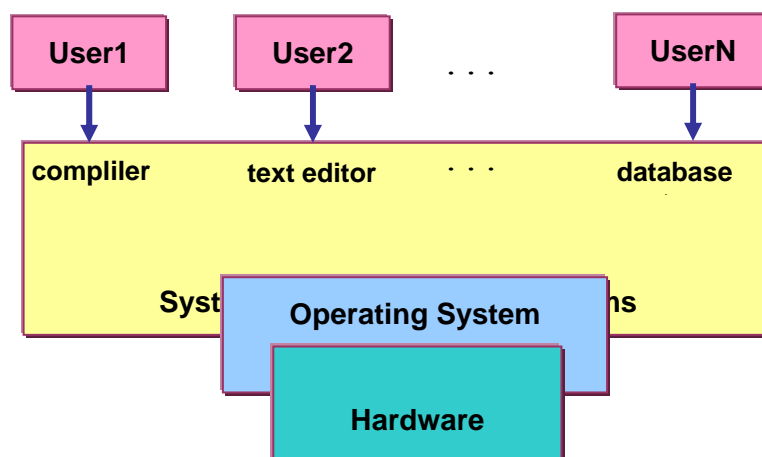 User1 User2 . . . UserN
compliler text editor . . . database
Syst ns
Operating System
Hardware